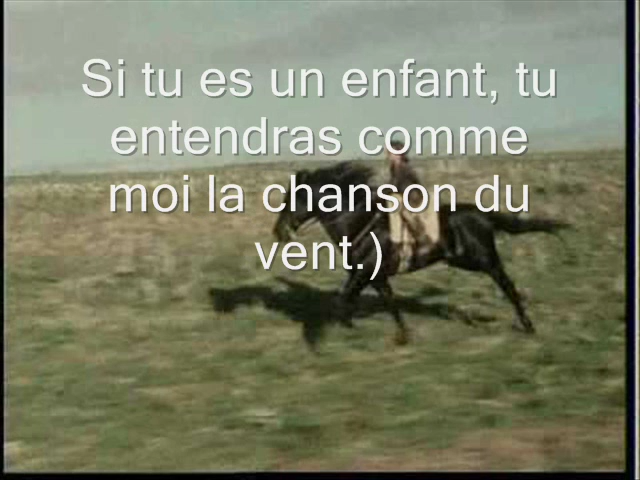 Si tu es un enfant, tu
entendras comme
moi la chanson du
vent.)